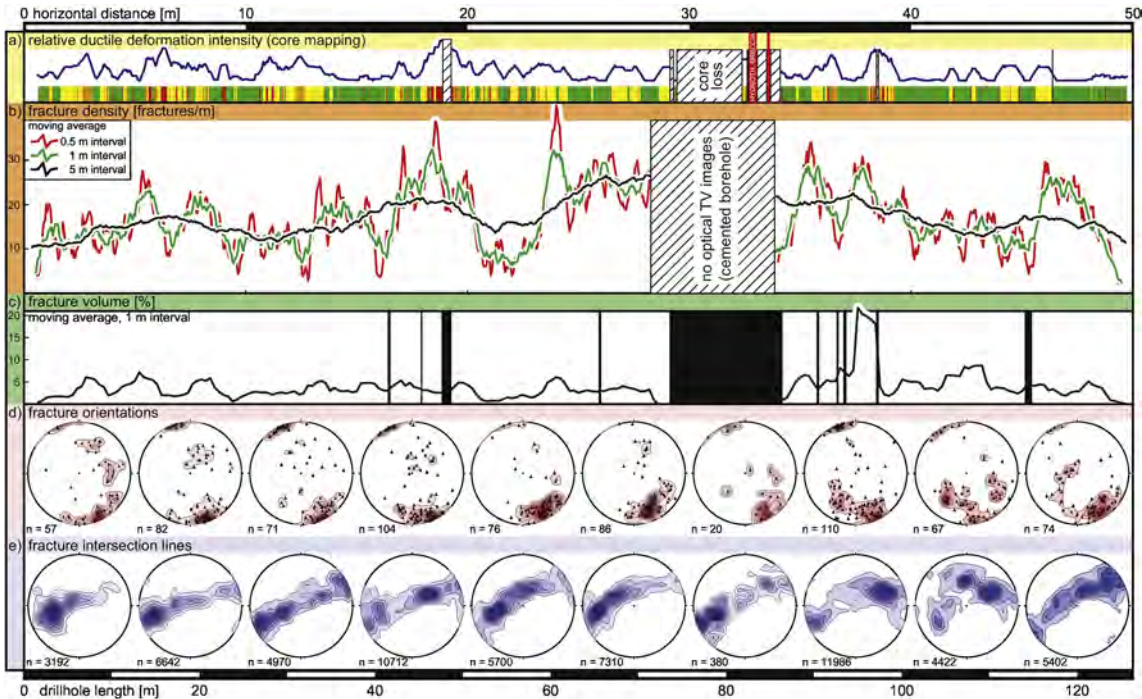 0 horizontal distance [m] 10 20 30 40 50
a) relative ductile deformation intensity (core mapping)
core
loss
b) fracture density [fractures/m]
moving average
0.5 m interval
1 m interval
5 m interval
30
20
10
no optical TV images
(cemented borehole)
c) fracture volume [%]
moving average, 1 m interval
20
15
10
5
d) fracture orientations
n = 57 n = 82 n = 71 n = 104 n = 76 n = 86 n = 20 n = 110 n = 67 n = 74
e) fracture intersection lines
n = 3192 n = 6642 n = 4970 n = 10712 n = 5700 n = 7310 n = 380 n = 11986 n = 4422 n = 5402
0 drillhole length [m] 20 40 60 80 100 120